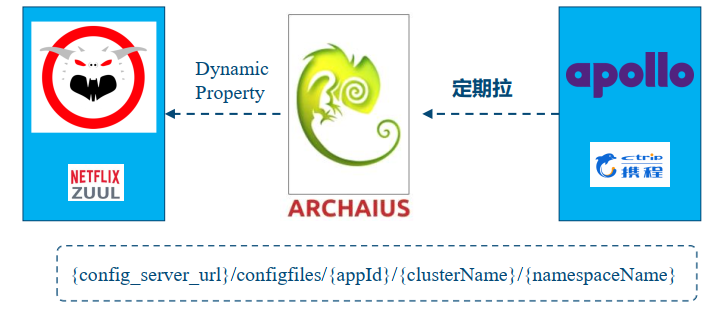 NETFLIX
ZUUL
Dynamic
Property
ARCHAIUS
定期拉
apollo
ctrip
携程
{config_server_url}/configfiles/{appId}/{clusterName}/{namespaceName}